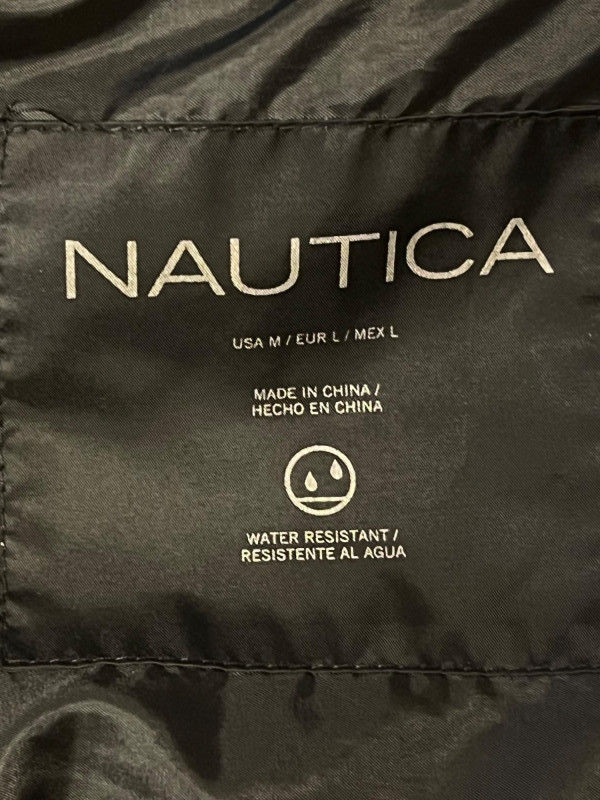 NAUTICA
USA M / EUR L / MEX L
MADE IN CHINA /
HECHO EN CHINA
WATER RESISTANT /
RESISTENTE AL AGUA